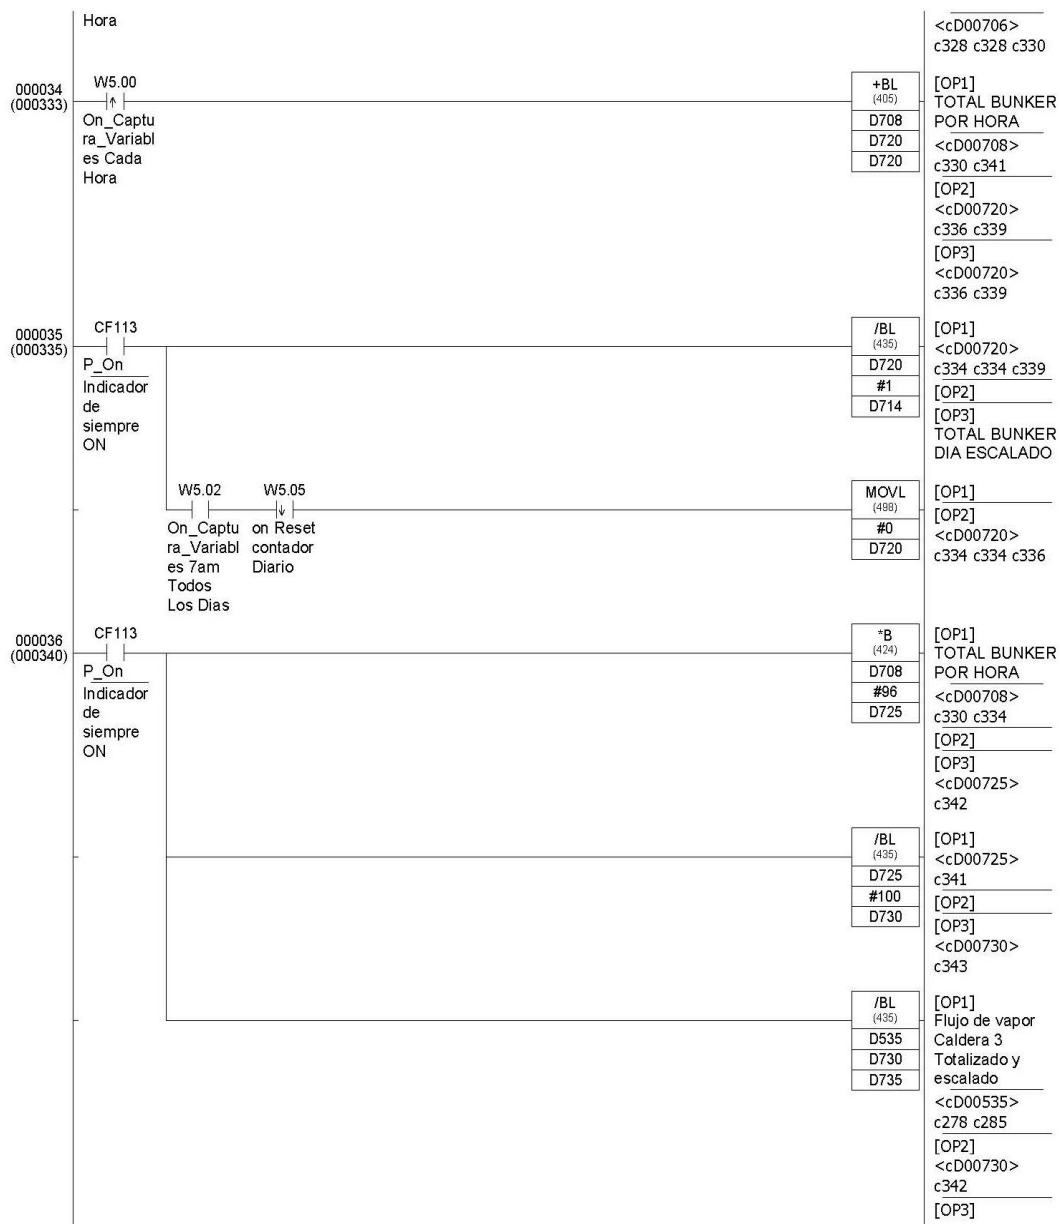 Hora
<cD00706>
c328 c328 c330
000034
(000333)
W5.00
On_Captu
ra_Variabl
es Cada
Hora
+BL
(405)
D708
D720
D720
[OP1]
TOTAL BUNKER
POR HORA
<cD00708>
c330 c341
[OP2]
<cD00720>
c336 c339
[OP3]
<cD00720>
c336 c339
000035
(000335)
CF113
P_On
Indicador
de
siempre
ON
/BL
(435)
D720
#1
D714
[OP1]
<cD00720>
c334 c334 c339
[OP2]
[OP3]
TOTAL BUNKER
DIA ESCALADO
W5.02
On_Captu
ra_Variabl
es 7am
Todos
Los Dias
W5.05
on Reset
contador
Diario
MOVL
(498)
#0
D720
[OP1]
[OP2]
<cD00720>
c334 c334 c336
000036
(000340)
CF113
P_On
Indicador
de
siempre
ON
*B
(424)
D708
#96
D725
[OP1]
TOTAL BUNKER
POR HORA
<cD00708>
c330 c334
[OP2]
[OP3]
<cD00725>
c342
/BL
(435)
D725
#100
D730
[OP1]
<cD00725>
c341
[OP2]
[OP3]
<cD00730>
c343
/BL
(435)
D535
D730
D735
[OP1]
Flujo de vapor
Caldera 3
Totalizado y
escalado
<cD00535>
c278 c285
[OP2]
<cD00730>
c342
[OP3]